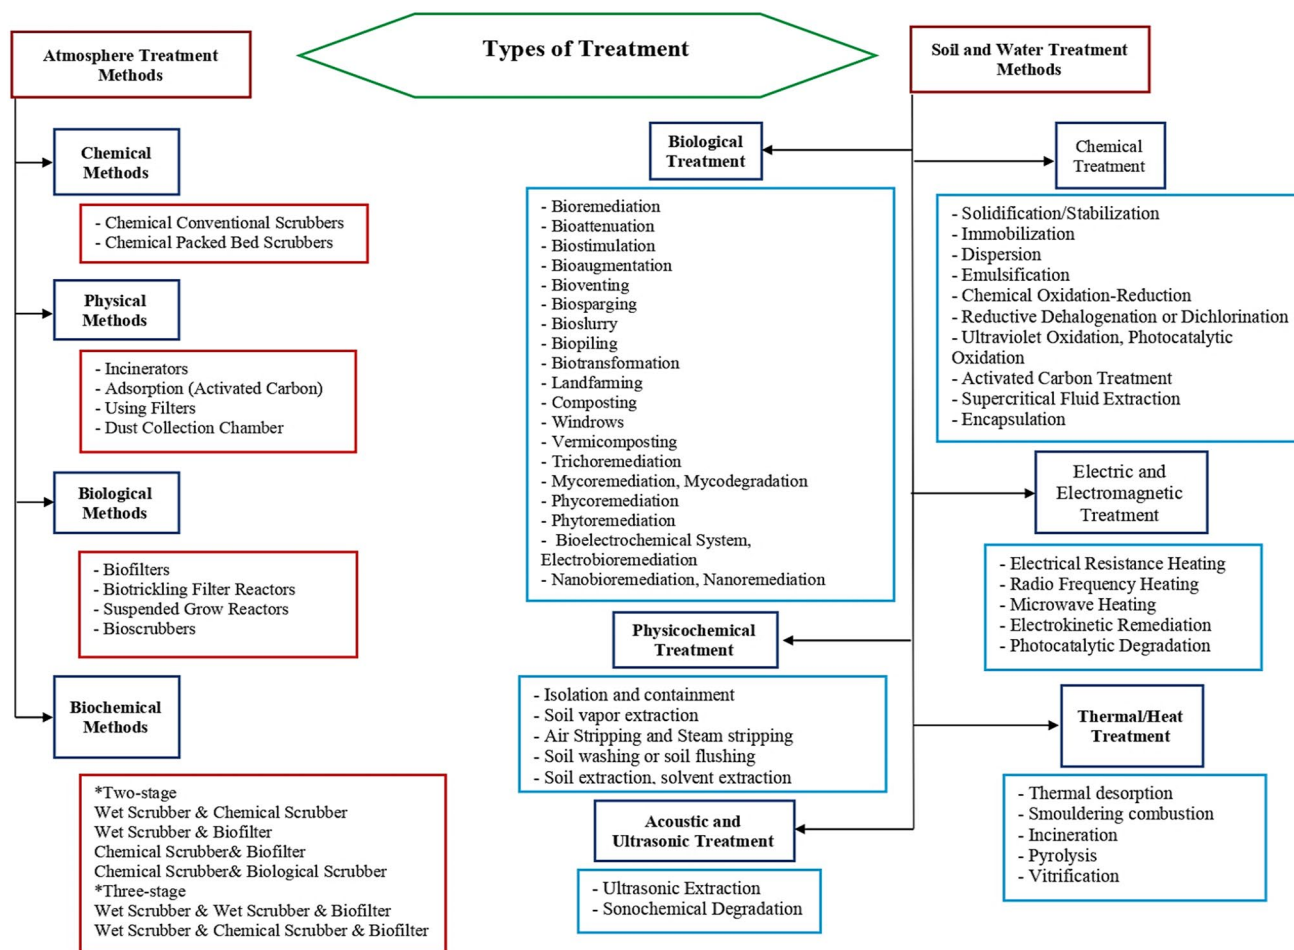 Types of Treatment
Atmosphere Treatment
Methods
Chemical
Methods
- Chemical Conventional Scrubbers
- Chemical Packed Bed Scrubbers
Physical
Methods
- Incinerators
- Adsorption (Activated Carbon)
- Using Filters
- Dust Collection Chamber
Biological
Methods
- Biofilters
- Biotrickling Filter Reactors
- Suspended Grow Reactors
- Bioscrubbers
Biochemical
Methods
*Two-stage
Wet Scrubber & Chemical Scrubber
Wet Scrubber & Biofilter
Chemical Scrubber& Biofilter
Chemical Scrubber& Biological Scrubber
*Three-stage
Wet Scrubber & Wet Scrubber & Biofilter
Wet Scrubber & Chemical Scrubber & Biofilter
Soil and Water Treatment
Methods
Biological
Treatment
- Bioremediation
- Bioattenuation
- Biostimulation
- Bioaugmentation
- Bioventing
- Biosparging
- Bioslurry
- Biopiling
- Biotransformation
- Landfarming
- Composting
- Windrows
- Vermicomposting
- Trichoremediation
- Mycoremediation, Mycodegradation
- Phycoremediation
- Phytoremediation
- Bioelectrochemical System,
Electrobioremediation
- Nanobioremediation, Nanoremediation
Physicochemical
Treatment
- Isolation and containment
- Soil vapor extraction
- Air Stripping and Steam stripping
- Soil washing or soil flushing
- Soil extraction, solvent extraction
Acoustic and
Ultrasonic Treatment
- Ultrasonic Extraction
- Sonochemical Degradation
Chemical
Treatment
- Solidification/Stabilization
- Immobilization
- Dispersion
- Emulsification
- Chemical Oxidation-Reduction
- Reductive Dehalogenation or Dichlorination
- Ultraviolet Oxidation, Photocatalytic
Oxidation
- Activated Carbon Treatment
- Supercritical Fluid Extraction
- Encapsulation
Electric and
Electromagnetic
Treatment
- Electrical Resistance Heating
- Radio Frequency Heating
- Microwave Heating
- Electrokinetic Remediation
- Photocatalytic Degradation
Thermal/Heat
Treatment
- Thermal desorption
- Smouldering combustion
- Incineration
- Pyrolysis
- Vitrification